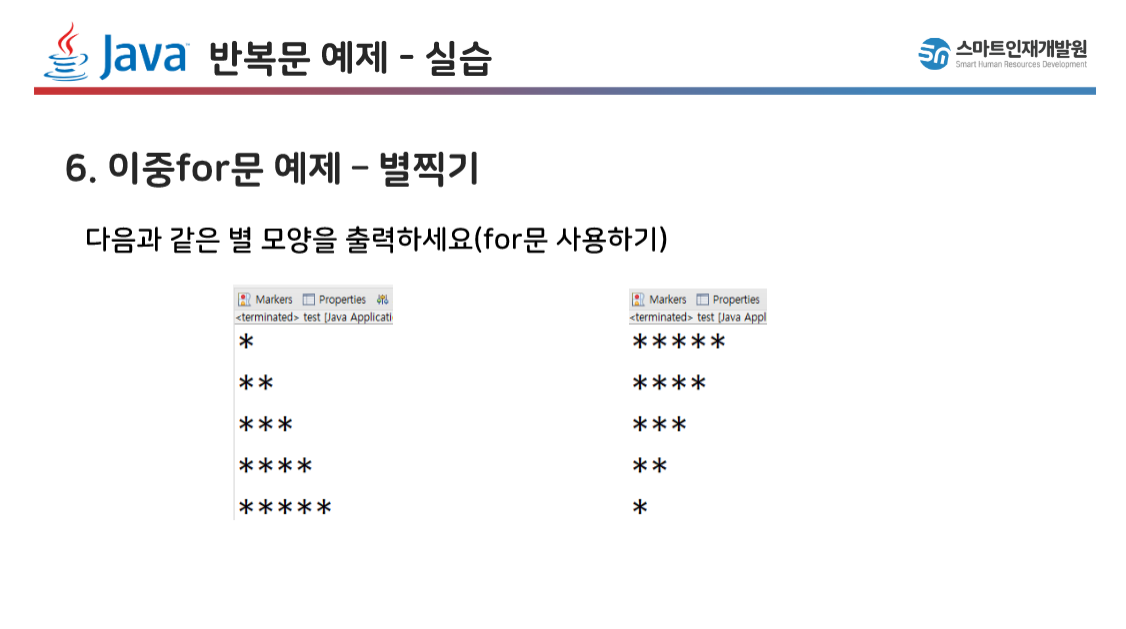 Java 반복문 예제 - 실습
스마트인재개발원
Smart Human Resources Development
6. 이중for문 예제 – 별찍기
다음과 같은 별 모양을 출력하세요(for문 사용하기)
Markers Properties
<terminated> test [Java Applicati
*
**
***
****
*****
Markers Properties
<terminated> test [Java Appl
*****
****
***
**
*